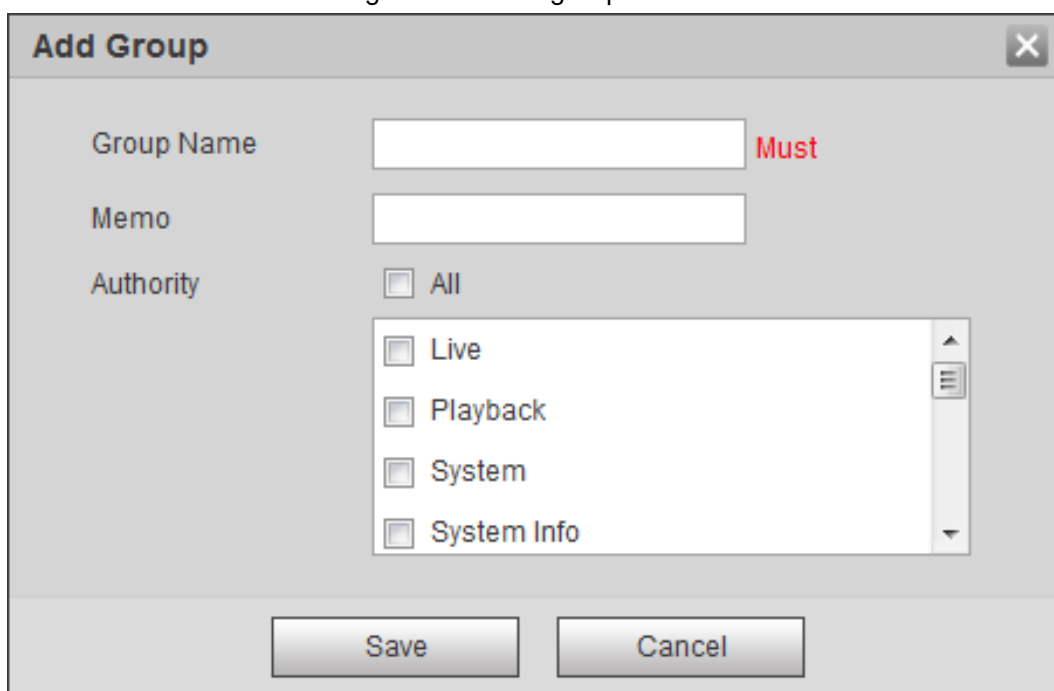 Add Group
Group Name Must
Memo
Authority All
Live
Playback
System
System Info
Save Cancel